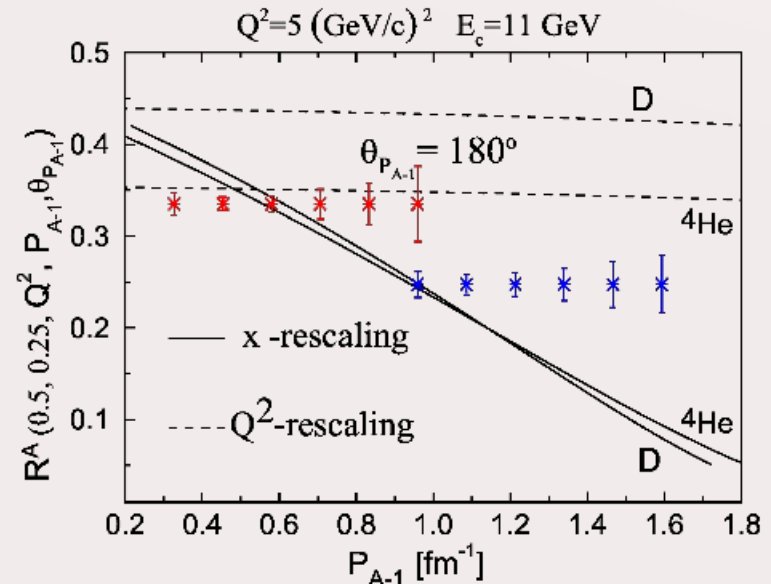 Q²=5 (GeV/c)² E_c=11 GeV
R^A (0.5, 0.25, Q², P_{A-1}, θ_{P_{A-1}})
0.5
0.4
0.3
0.2
0.1
D
θ_{P_{A-1}} = 180°
⁴He
x -rescaling
Q²-rescaling
⁴He
D
0.2 0.4 0.6 0.8 1.0 1.2 1.4 1.6 1.8
P_{A-1} [fm⁻¹]